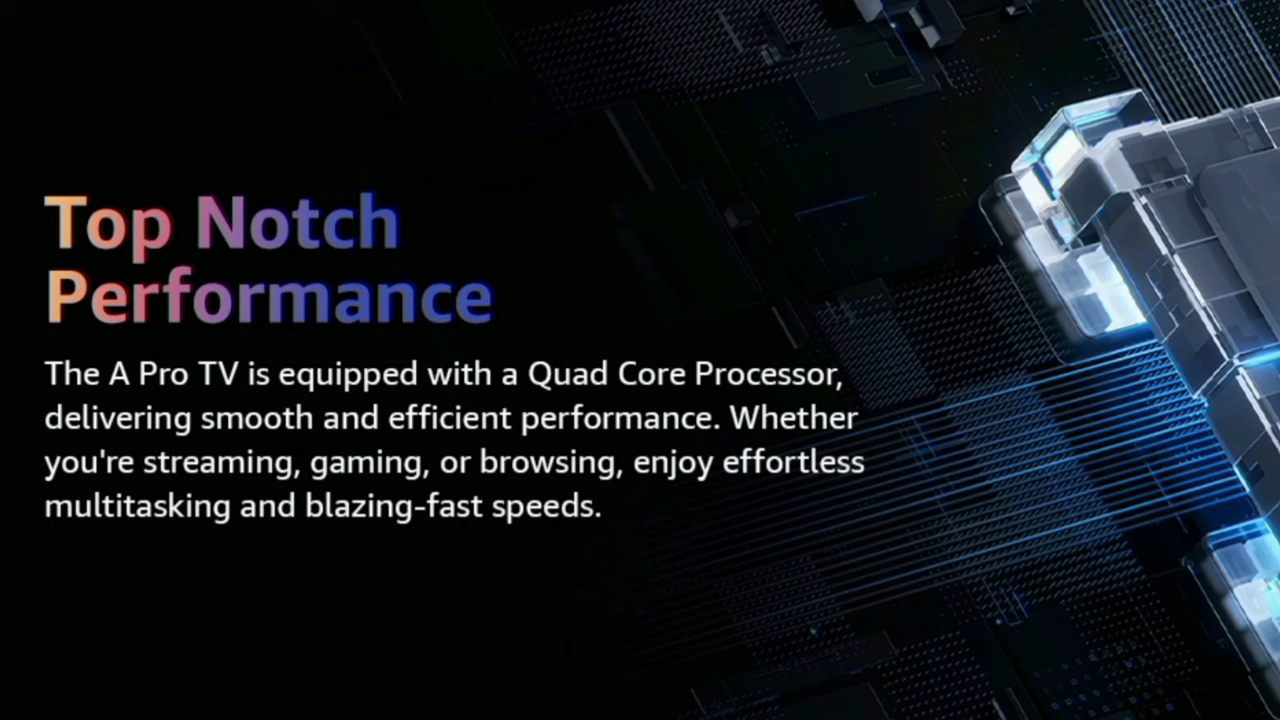 Top Notch
Performance
The A Pro TV is equipped with a Quad Core Processor,
delivering smooth and efficient performance. Whether
you're streaming, gaming, or browsing, enjoy effortless
multitasking and blazing-fast speeds.